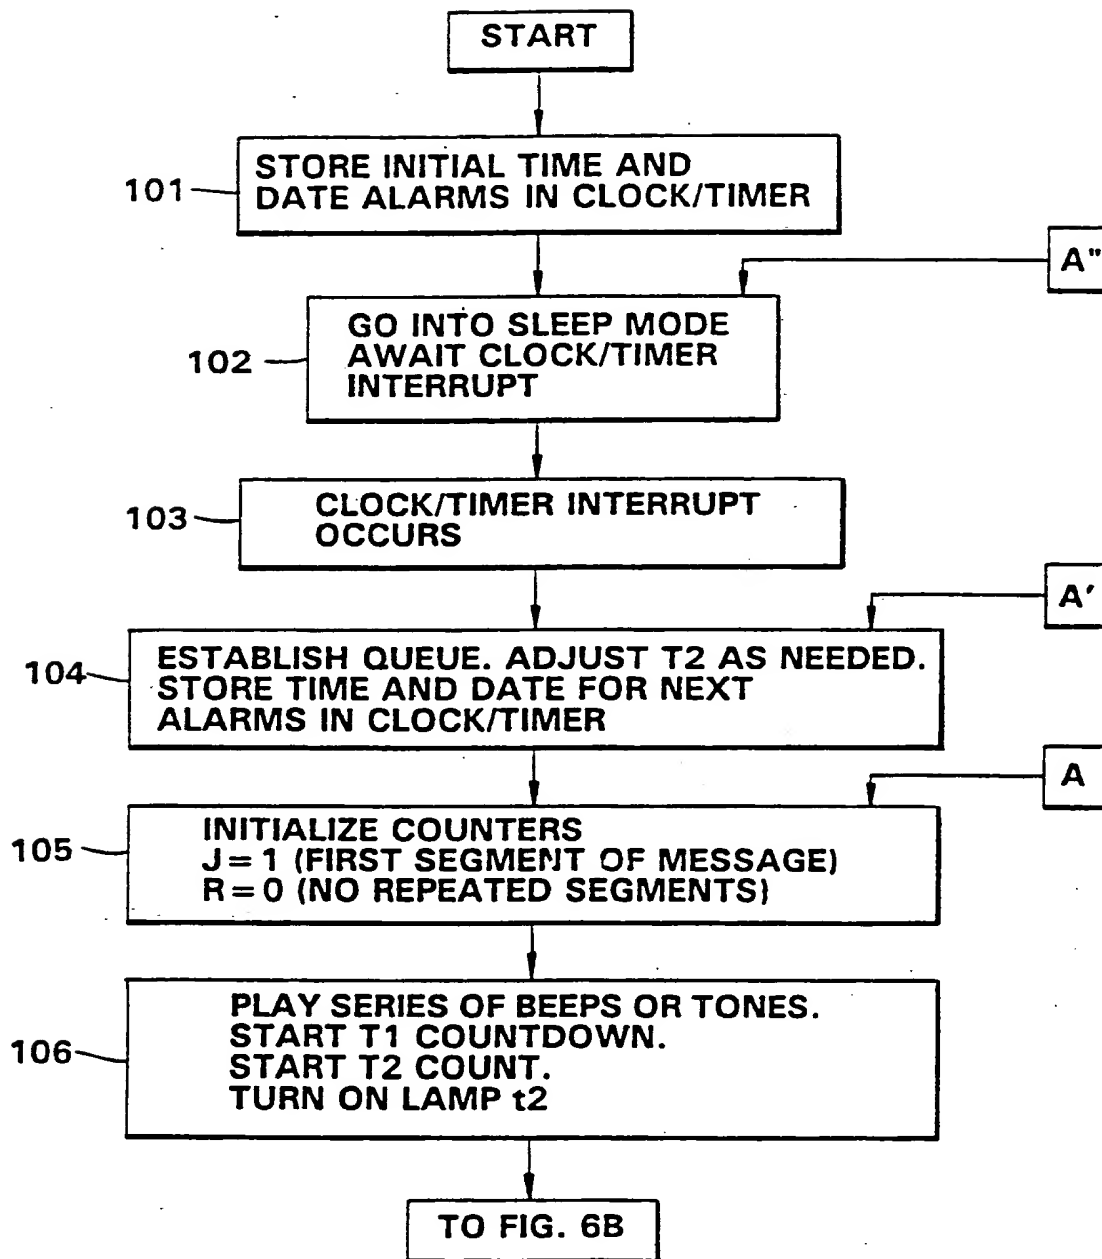 START
101
STORE INITIAL TIME AND
DATE ALARMS IN CLOCK/TIMER
A"
102
GO INTO SLEEP MODE
AWAIT CLOCK/TIMER
INTERRUPT
103
CLOCK/TIMER INTERRUPT
OCCURS
A'
104
ESTABLISH QUEUE. ADJUST T2 AS NEEDED.
STORE TIME AND DATE FOR NEXT
ALARMS IN CLOCK/TIMER
A
105
INITIALIZE COUNTERS
J=1 (FIRST SEGMENT OF MESSAGE)
R=0 (NO REPEATED SEGMENTS)
106
PLAY SERIES OF BEEPS OR TONES.
START T1 COUNTDOWN.
START T2 COUNT.
TURN ON LAMP t2
TO FIG. 6B